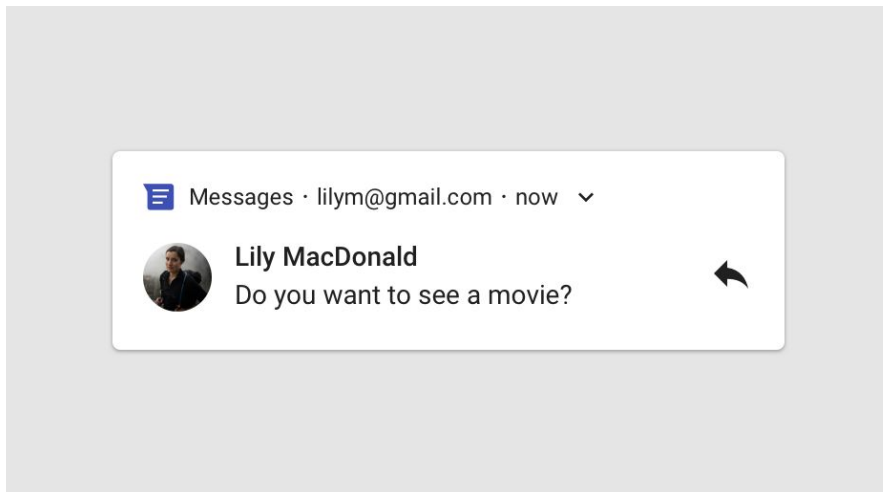 Messages · lilym@gmail.com · now
Lily MacDonald
Do you want to see a movie?